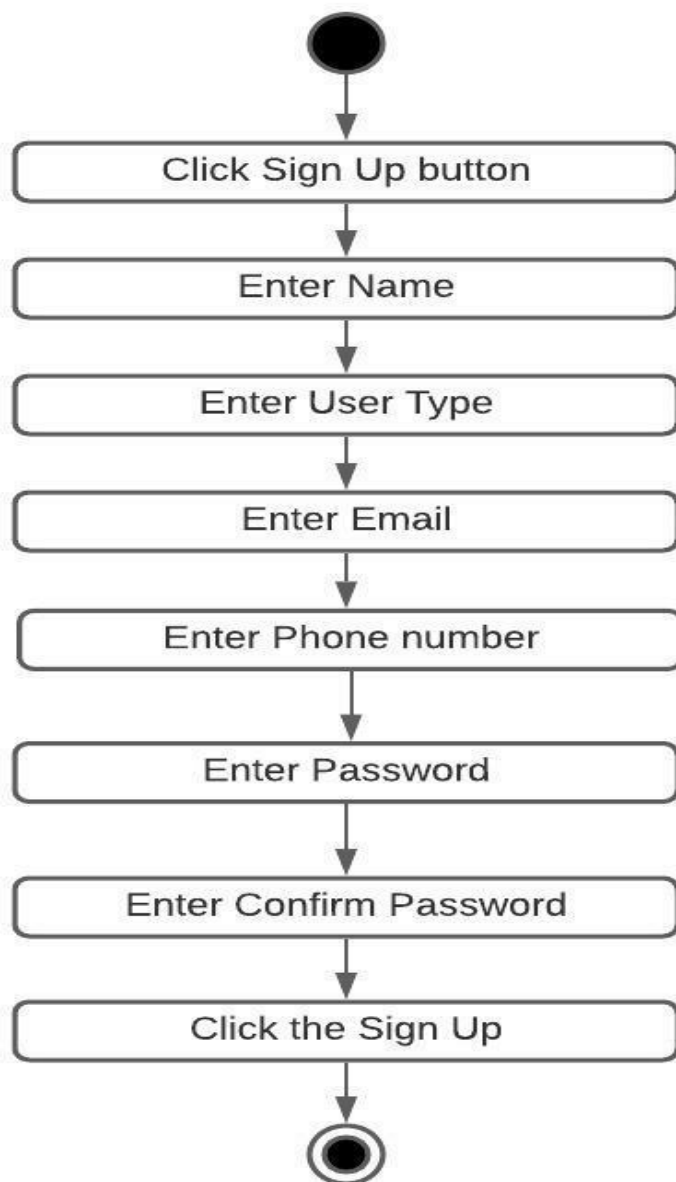 Click Sign Up button
Enter Name
Enter User Type
Enter Email
Enter Phone number
Enter Password
Enter Confirm Password
Click the Sign Up